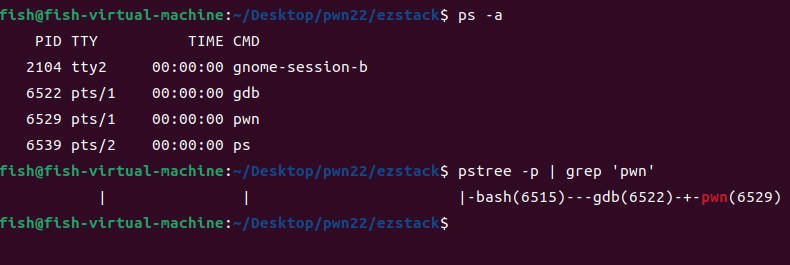 fish@fish-virtual-machine:~/Desktop/pwn22/ezstack$ ps -a
    PID TTY          TIME CMD
   2104 tty2     00:00:00 gnome-session-b
   6522 pts/1    00:00:00 gdb
   6529 pts/1    00:00:00 pwn
   6539 pts/2    00:00:00 ps
fish@fish-virtual-machine:~/Desktop/pwn22/ezstack$ pstree -p | grep 'pwn'
           |                |                        |-bash(6515)---gdb(6522)-+-pwn(6529)
fish@fish-virtual-machine:~/Desktop/pwn22/ezstack$